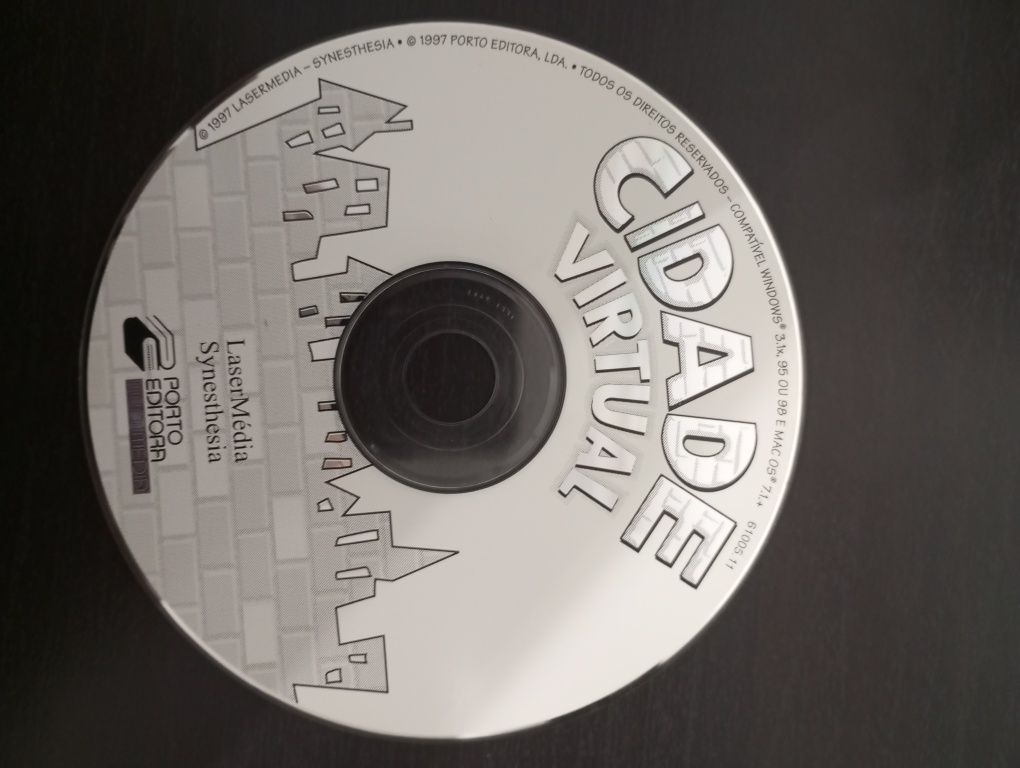 © 1997 LASERMEDIA – SYNESTHESIA • © 1997 PORTO EDITORA, LDA. • TODOS OS DIREITOS RESERVADOS – COMPATÍVEL WINDOWS® 3.1x, 95 OU 98 E MAC OS® 7.1.+ 61005.11
CIDADE
VIRTUAL
LaserMédia
Synesthesia
PORTO
EDITORA